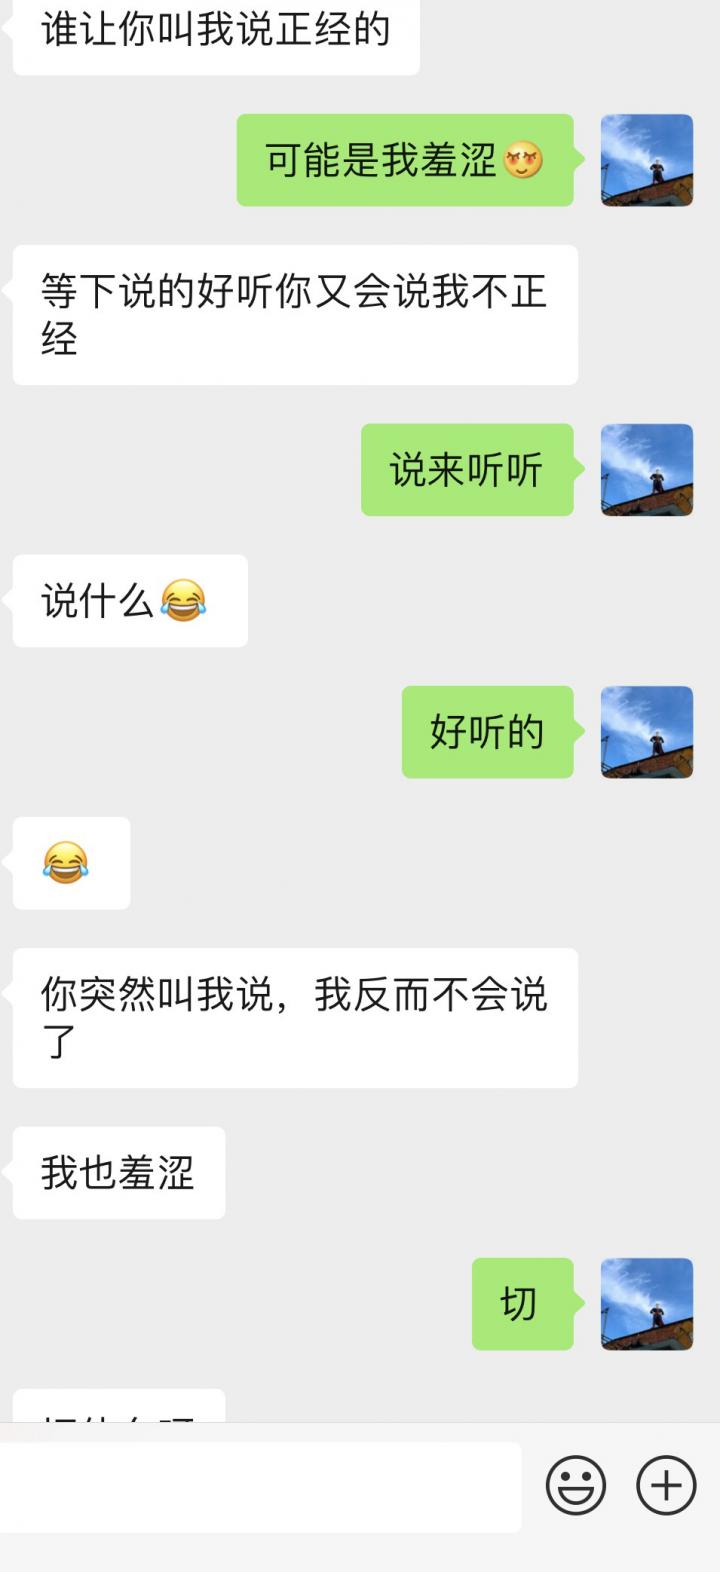 谁让你叫我说正经的
可能是我羞涩
等下说的好听你又会说我不正
经
说来听听
说什么
好听的
你突然叫我说，我反而不会说
了
我也羞涩
切